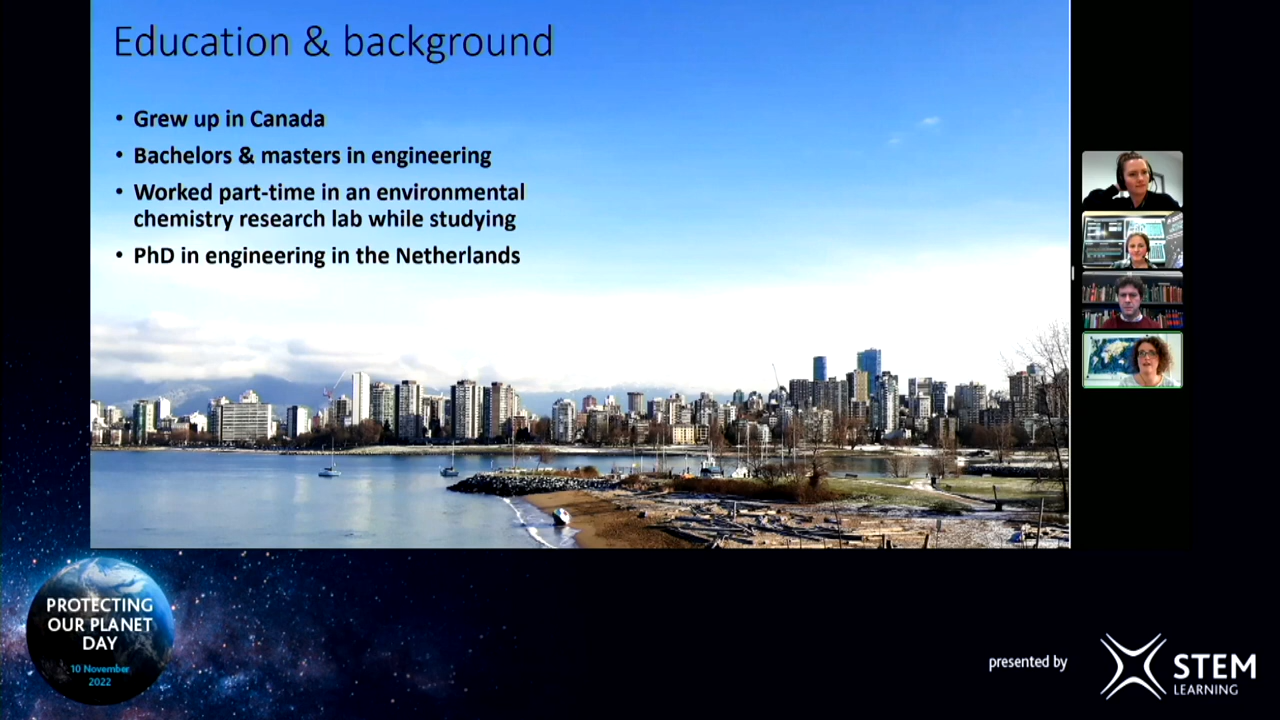 Education & background
• Grew up in Canada
• Bachelors & masters in engineering
• Worked part-time in an environmental
chemistry research lab while studying
• PhD in engineering in the Netherlands
PROTECTING
OUR PLANET
DAY
10 November
2022
presented by
STEM
LEARNING